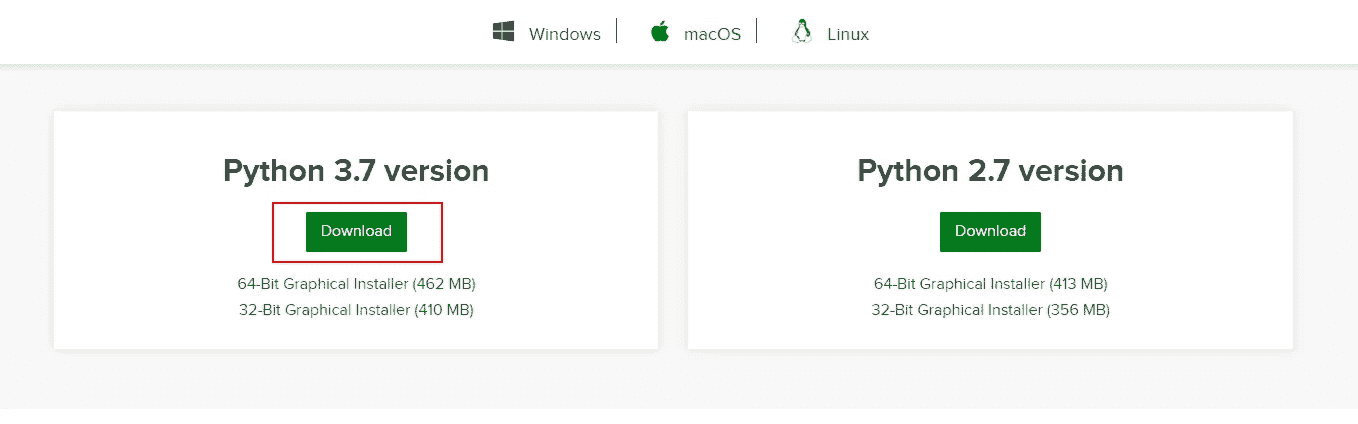 Windows macOS Linux
Python 3.7 version
Download
64-Bit Graphical Installer (462 MB)
32-Bit Graphical Installer (410 MB)
Python 2.7 version
Download
64-Bit Graphical Installer (413 MB)
32-Bit Graphical Installer (356 MB)